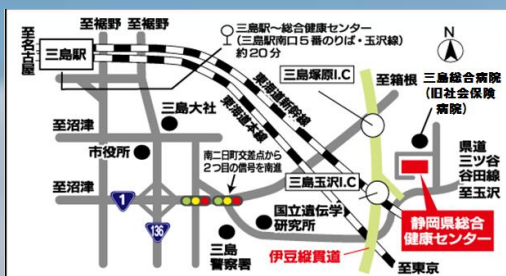 至裾野
至裾野
至名古屋
三島駅
三島駅～総合健康センター
(三島駅南口5番のりば・玉沢線)
約20分
N
三島塚原I.C
至箱根
三島総合病院
(旧社会保険
病院)
東海道新幹線
東海道本線
三島大社
至沼津
市役所
南二日町交差点から
2つ目の信号を南進
県道
三ツ谷
谷田線
至玉沢
三島玉沢I.C
至沼津
1
136
国立遺伝学
研究所
静岡県総合
健康センター
三島
警察署
伊豆縦貫道
至東京